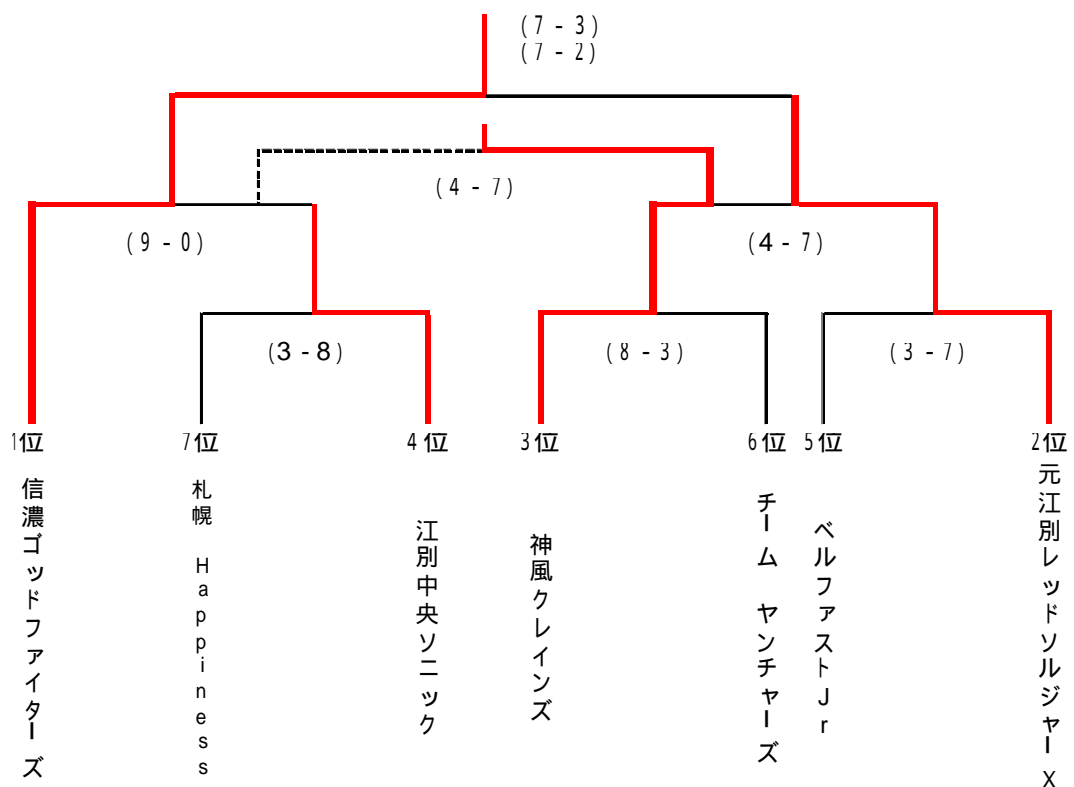 (7-3)
(7-2)
(4-7)
(9-0)
(4-7)
(3-8)
(8-3)
(3-7)
1位
7位
4位
3位
6位
5位
2位
信濃ゴッドファイターズ
札幌 Happiness
江別中央ソニック
神風クレインズ
チーム ヤンチャーズ
ベルファストJr
元江別レッドソルジャーX